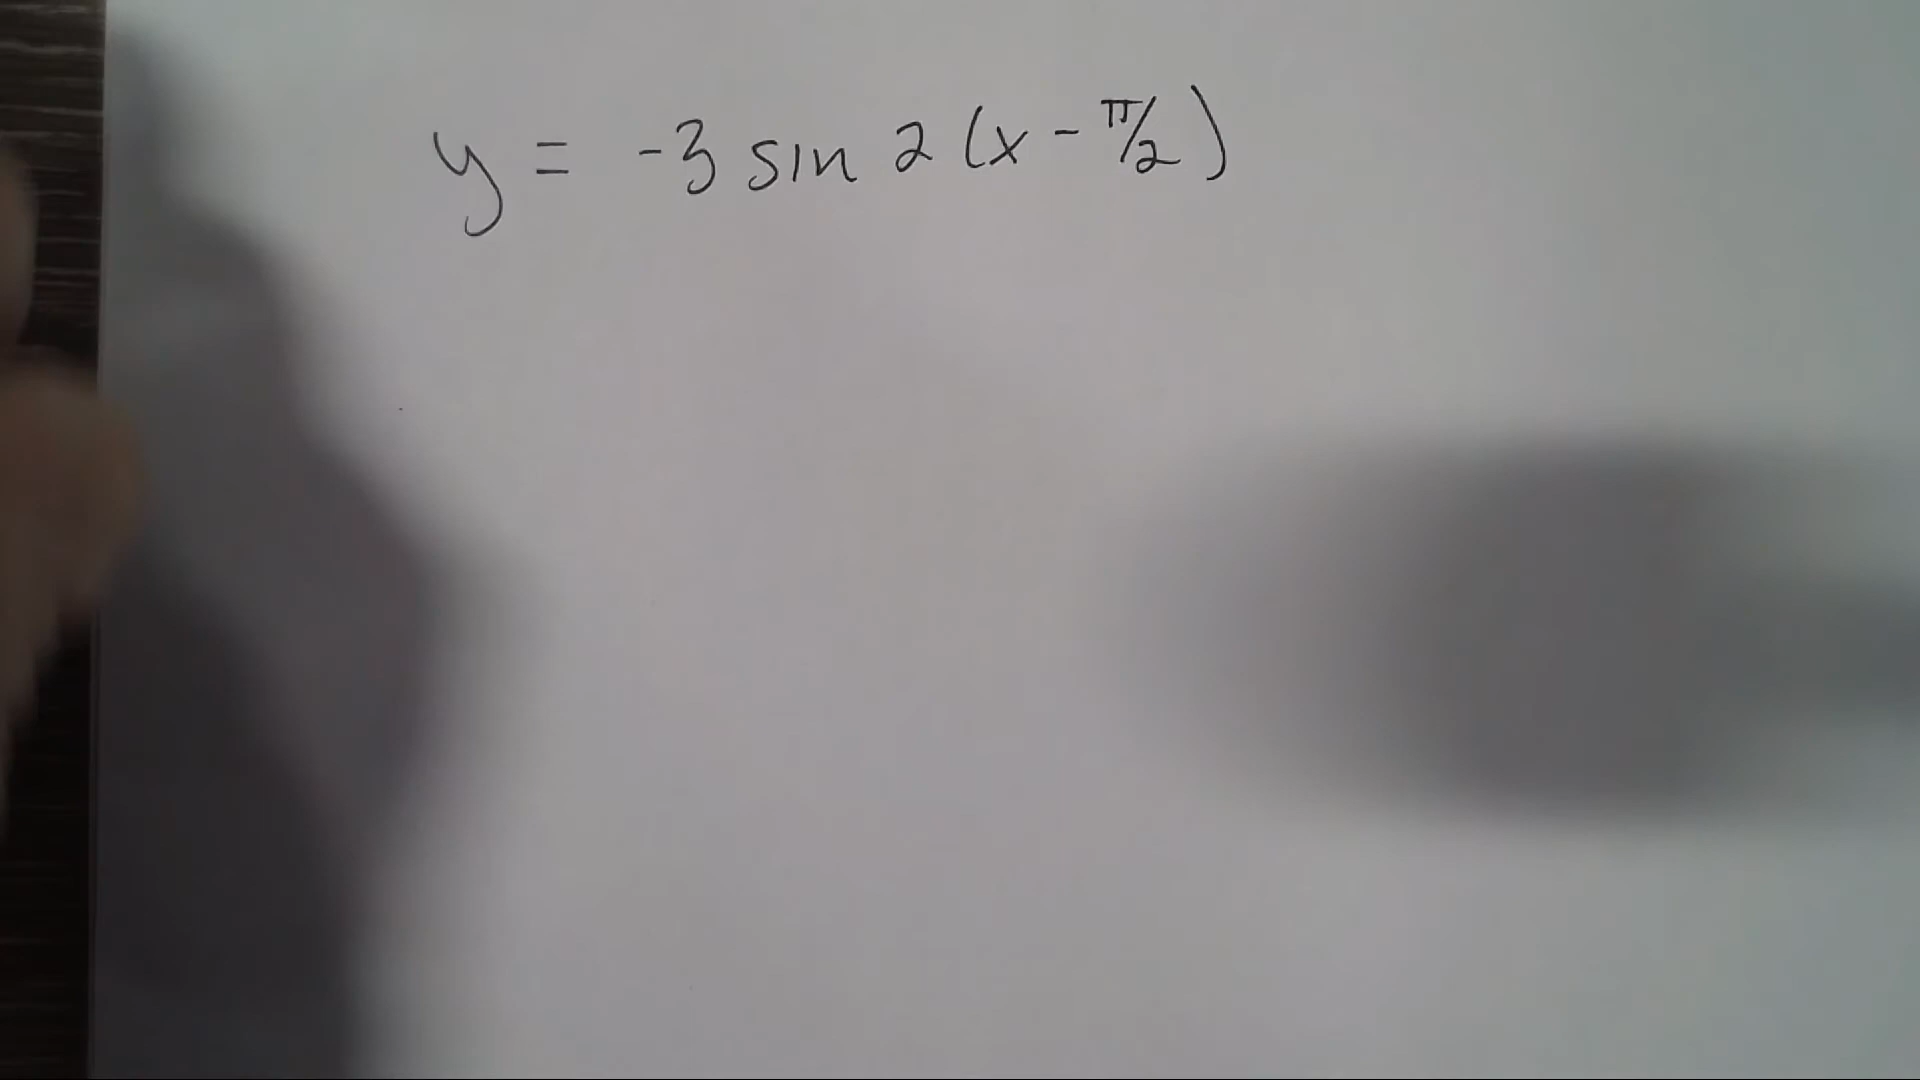 y = -3 sin 2 (x - π/2)